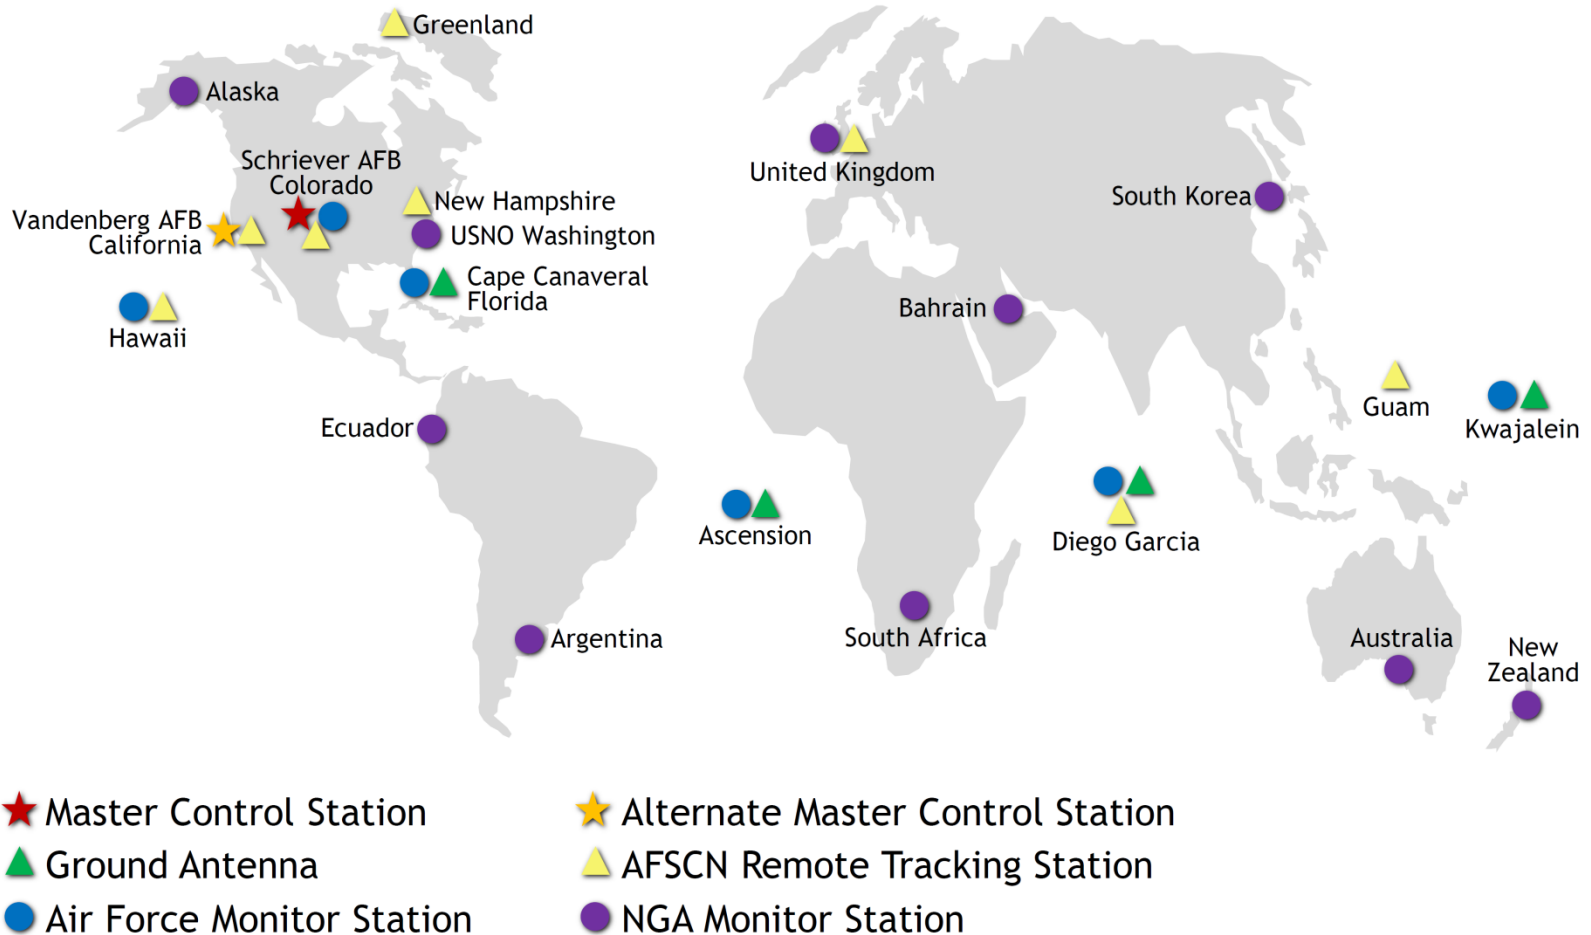 Greenland
Alaska
Schriever AFB
Colorado
United Kingdom
South Korea
New Hampshire
Vandenberg AFB
California
USNO Washington
Cape Canaveral
Florida
Hawaii
Bahrain
Guam
Kwajalein
Ecuador
Ascension
Diego Garcia
Argentina
South Africa
Australia
New
Zealand
Master Control Station
Alternate Master Control Station
Ground Antenna
AFSCN Remote Tracking Station
Air Force Monitor Station
NGA Monitor Station